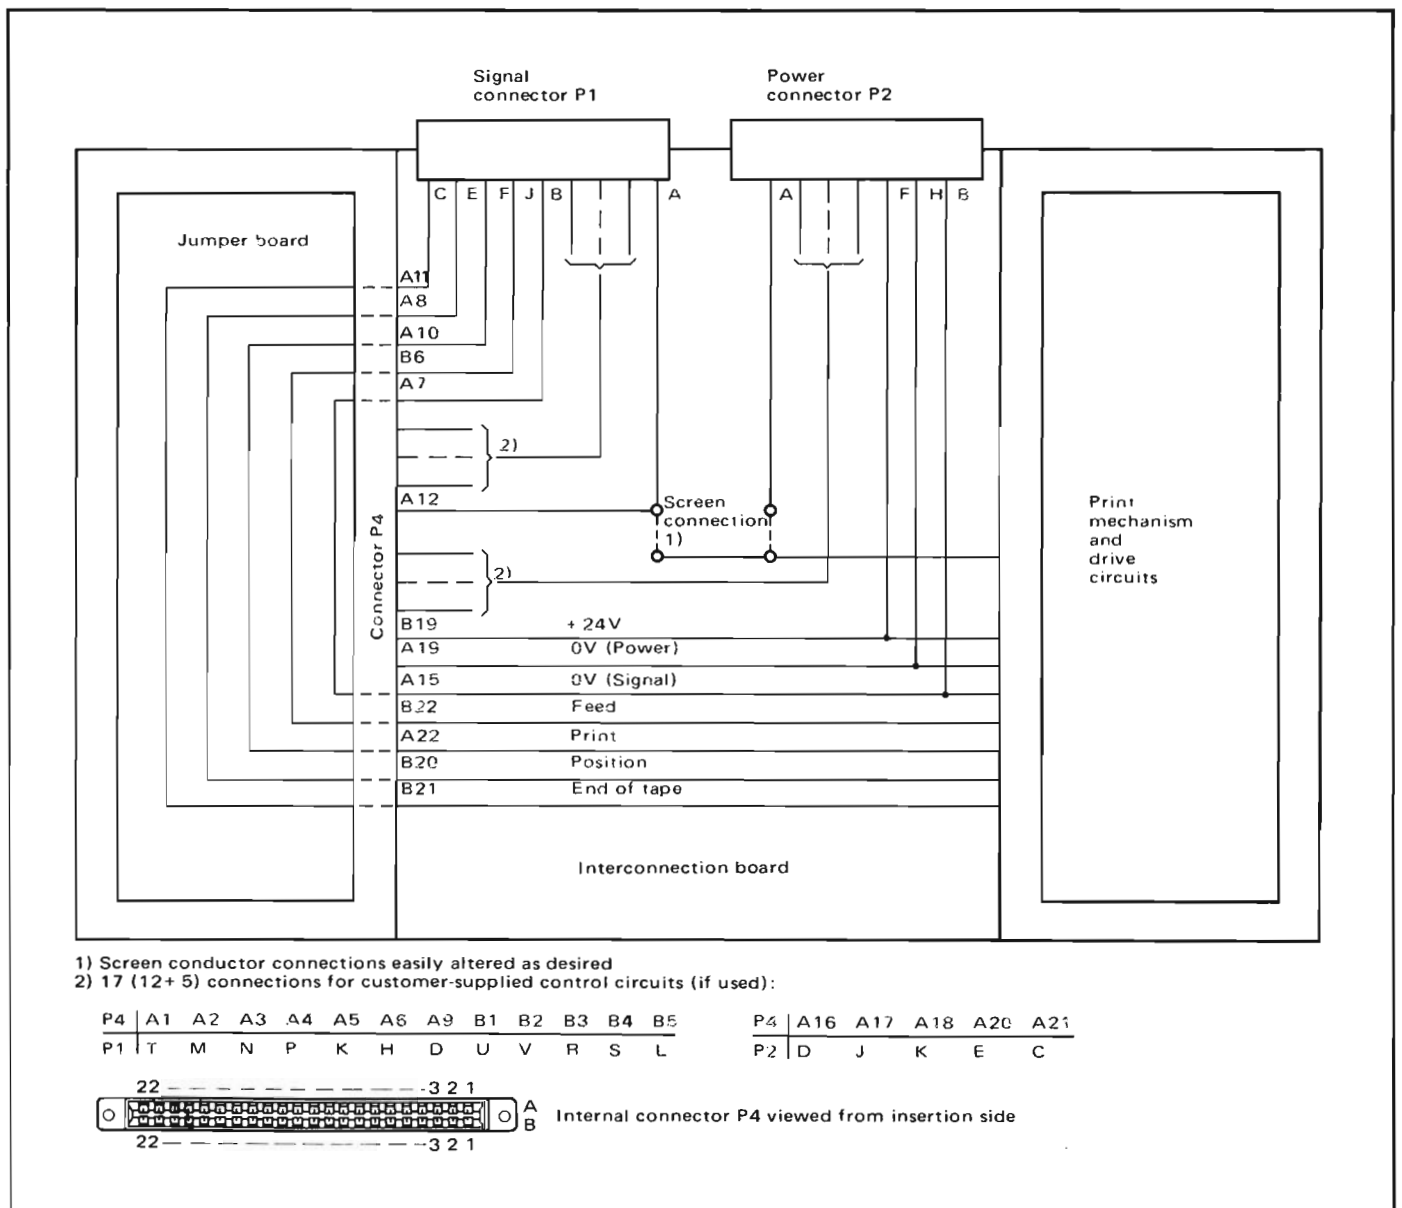 Signal
connector P1
Power
connector P2
C E F J B A
A F H B
Jumper board
A11
A8
A10
B6
A7
2)
A12
Screen
connection
1)
Connector P4
2)
Print
mechanism
and
drive
circuits
B19 + 24V
A19 0V (Power)
A15 0V (Signal)
B22 Feed
A22 Print
B20 Position
B21 End of tape
Interconnection board
1) Screen conductor connections easily altered as desired
2) 17 (12+ 5) connections for customer-supplied control circuits (if used):
P4 A1 A2 A3 A4 A5 A6 A9 B1 B2 B3 B4 B5
P1 T M N P K H D U V R S L
P4 A16 A17 A18 A20 A21
P2 D J K E C
22 3 2 1
A
B
Internal connector P4 viewed from insertion side
22 3 2 1